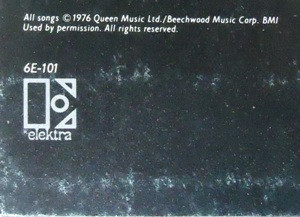 All songs ©1976 Queen Music Ltd./Beechwood Music Corp. BMI
Used by permission. All rights reserved.
6E-101
elektra